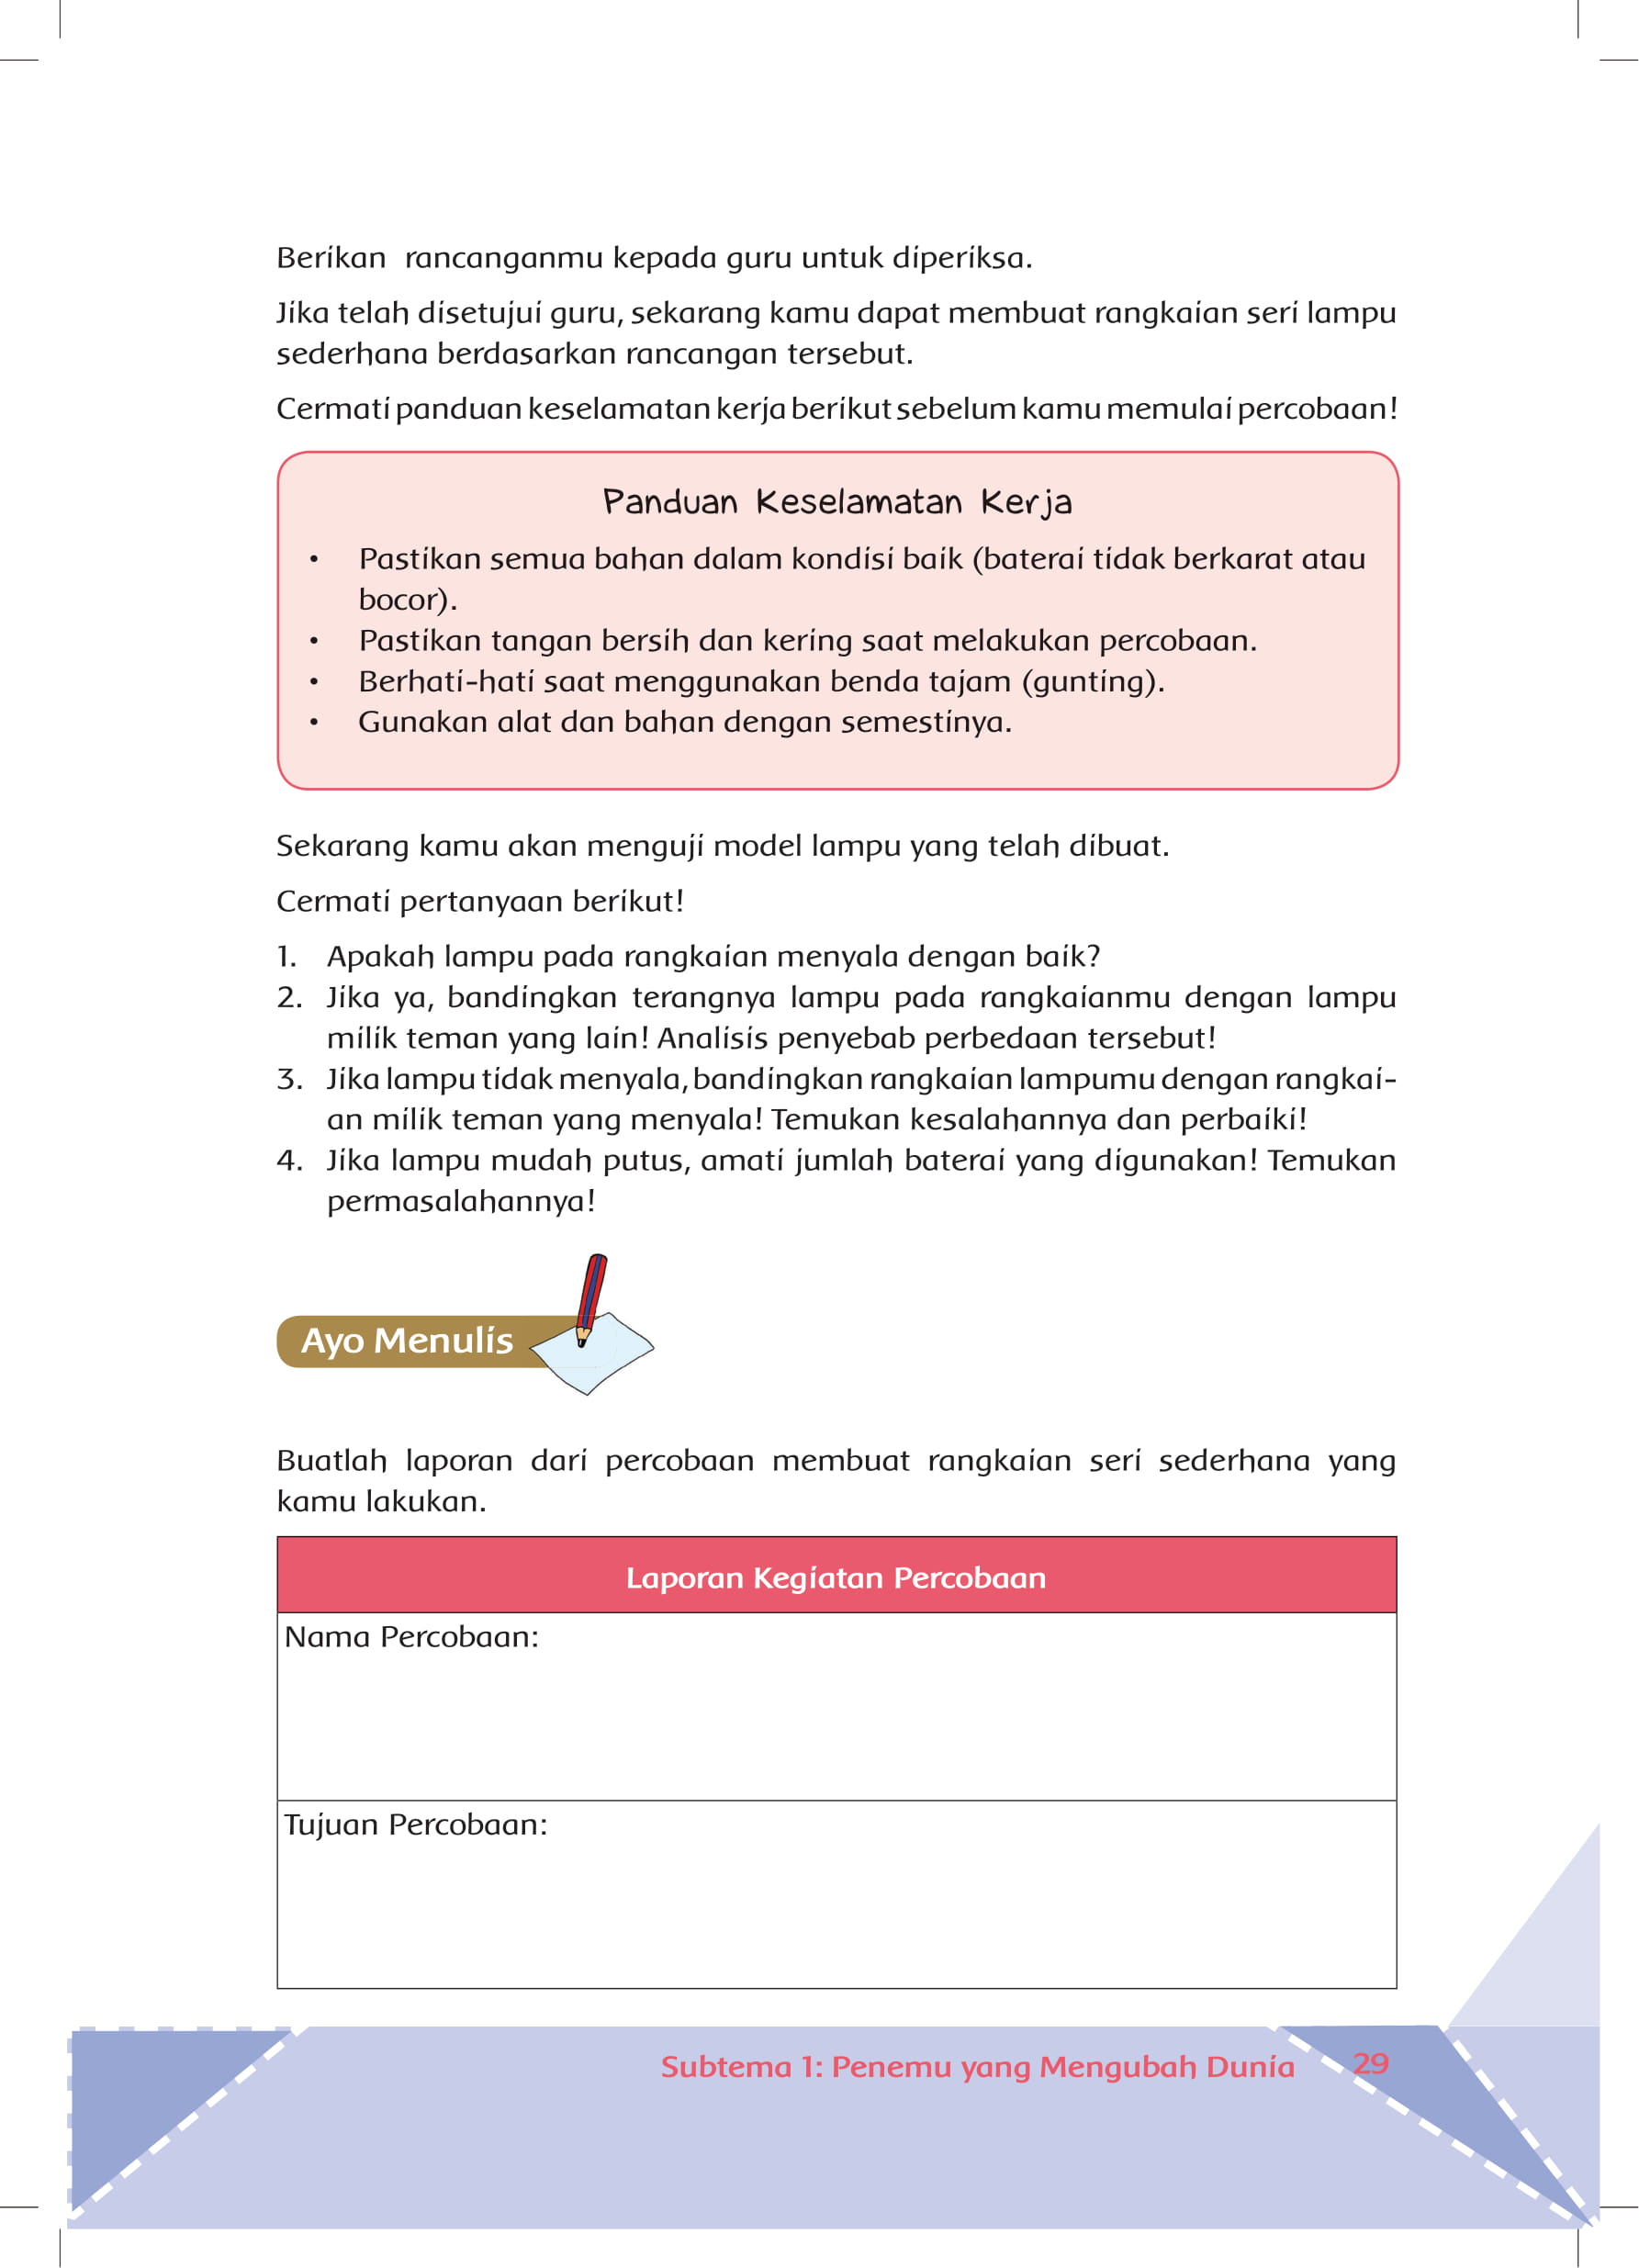 Berikan rancanganmu kepada guru untuk diperiksa.
Jika telah disetujui guru, sekarang kamu dapat membuat rangkaian seri lampu
sederhana berdasarkan rancangan tersebut.
Cermati panduan keselamatan kerja berikut sebelum kamu memulai percobaan!
Panduan Keselamatan Kerja
• Pastikan semua bahan dalam kondisi baik (baterai tidak berkarat atau
bocor).
• Pastikan tangan bersih dan kering saat melakukan percobaan.
• Berhati-hati saat menggunakan benda tajam (gunting).
• Gunakan alat dan bahan dengan semestinya.
Sekarang kamu akan menguji model lampu yang telah dibuat.
Cermati pertanyaan berikut!
1. Apakah lampu pada rangkaian menyala dengan baik?
2. Jika ya, bandingkan terangnya lampu pada rangkaianmu dengan lampu
milik teman yang lain! Analisis penyebab perbedaan tersebut!
3. Jika lampu tidak menyala, bandingkan rangkaian lampumu dengan rangkai-
an milik teman yang menyala! Temukan kesalahannya dan perbaiki!
4. Jika lampu mudah putus, amati jumlah baterai yang digunakan! Temukan
permasalahannya!
Ayo Menulis
Buatlah laporan dari percobaan membuat rangkaian seri sederhana yang
kamu lakukan.
Laporan Kegiatan Percobaan
Nama Percobaan:
Tujuan Percobaan:
Subtema 1: Penemu yang Mengubah Dunia 29